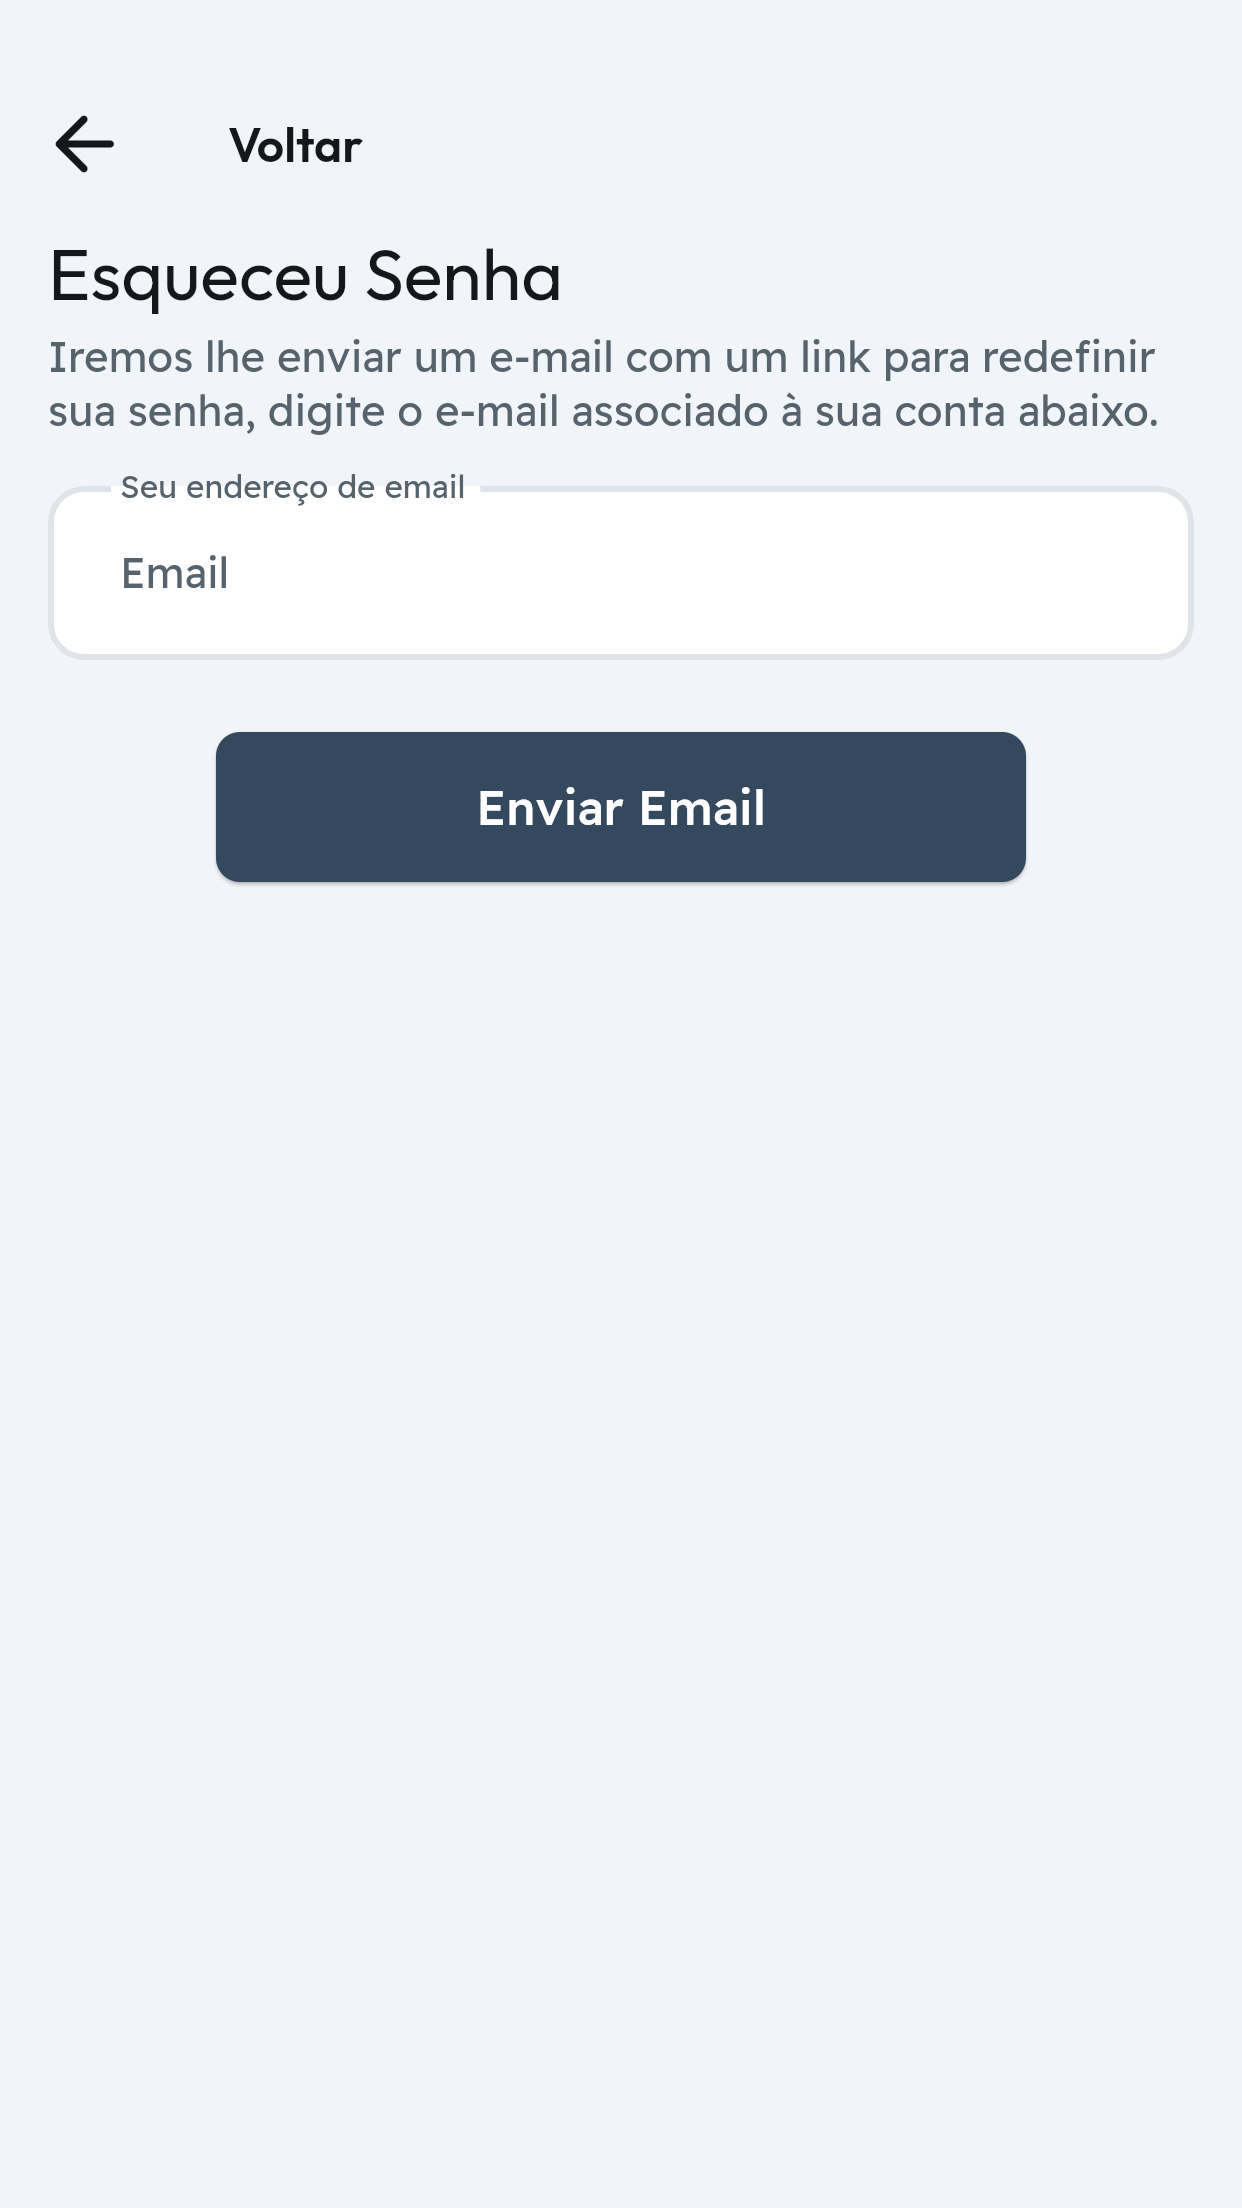 Voltar
Esqueceu Senha
Iremos lhe enviar um e-mail com um link para redefinir
sua senha, digite o e-mail associado à sua conta abaixo.
Seu endereço de email
Email
Enviar Email